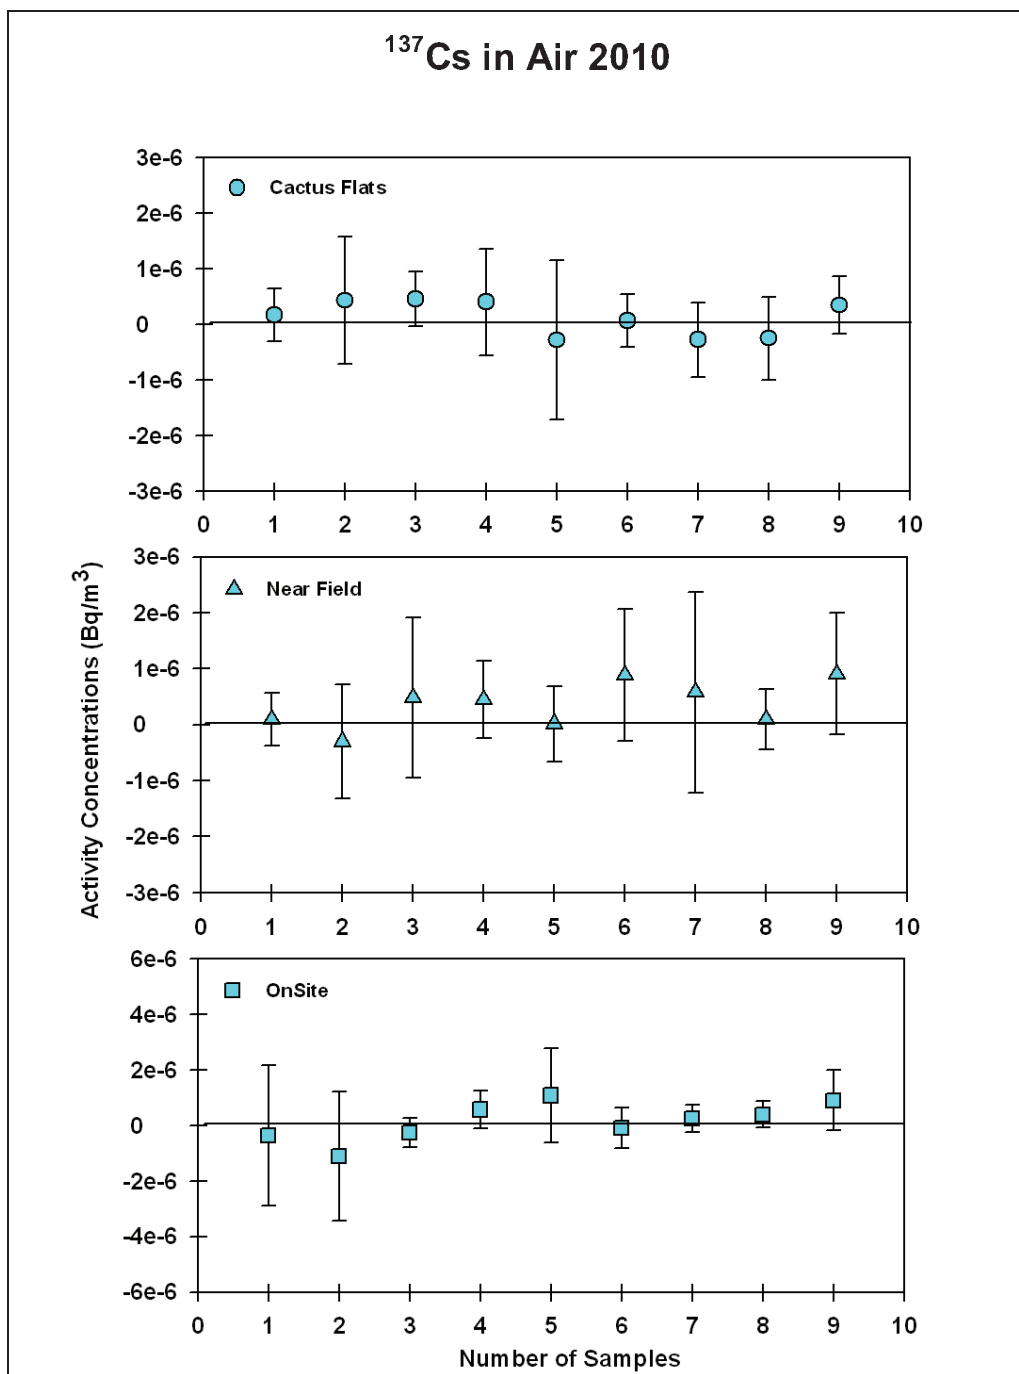 ¹³⁷Cs in Air 2010
Activity Concentrations (Bq/m³)
3e-6
Cactus Flats
2e-6
1e-6
0
-1e-6
-2e-6
-3e-6
0 1 2 3 4 5 6 7 8 9 10
3e-6
Near Field
2e-6
1e-6
0
-1e-6
-2e-6
-3e-6
0 1 2 3 4 5 6 7 8 9 10
6e-6
OnSite
4e-6
2e-6
0
-2e-6
-4e-6
-6e-6
0 1 2 3 4 5 6 7 8 9 10
Number of Samples